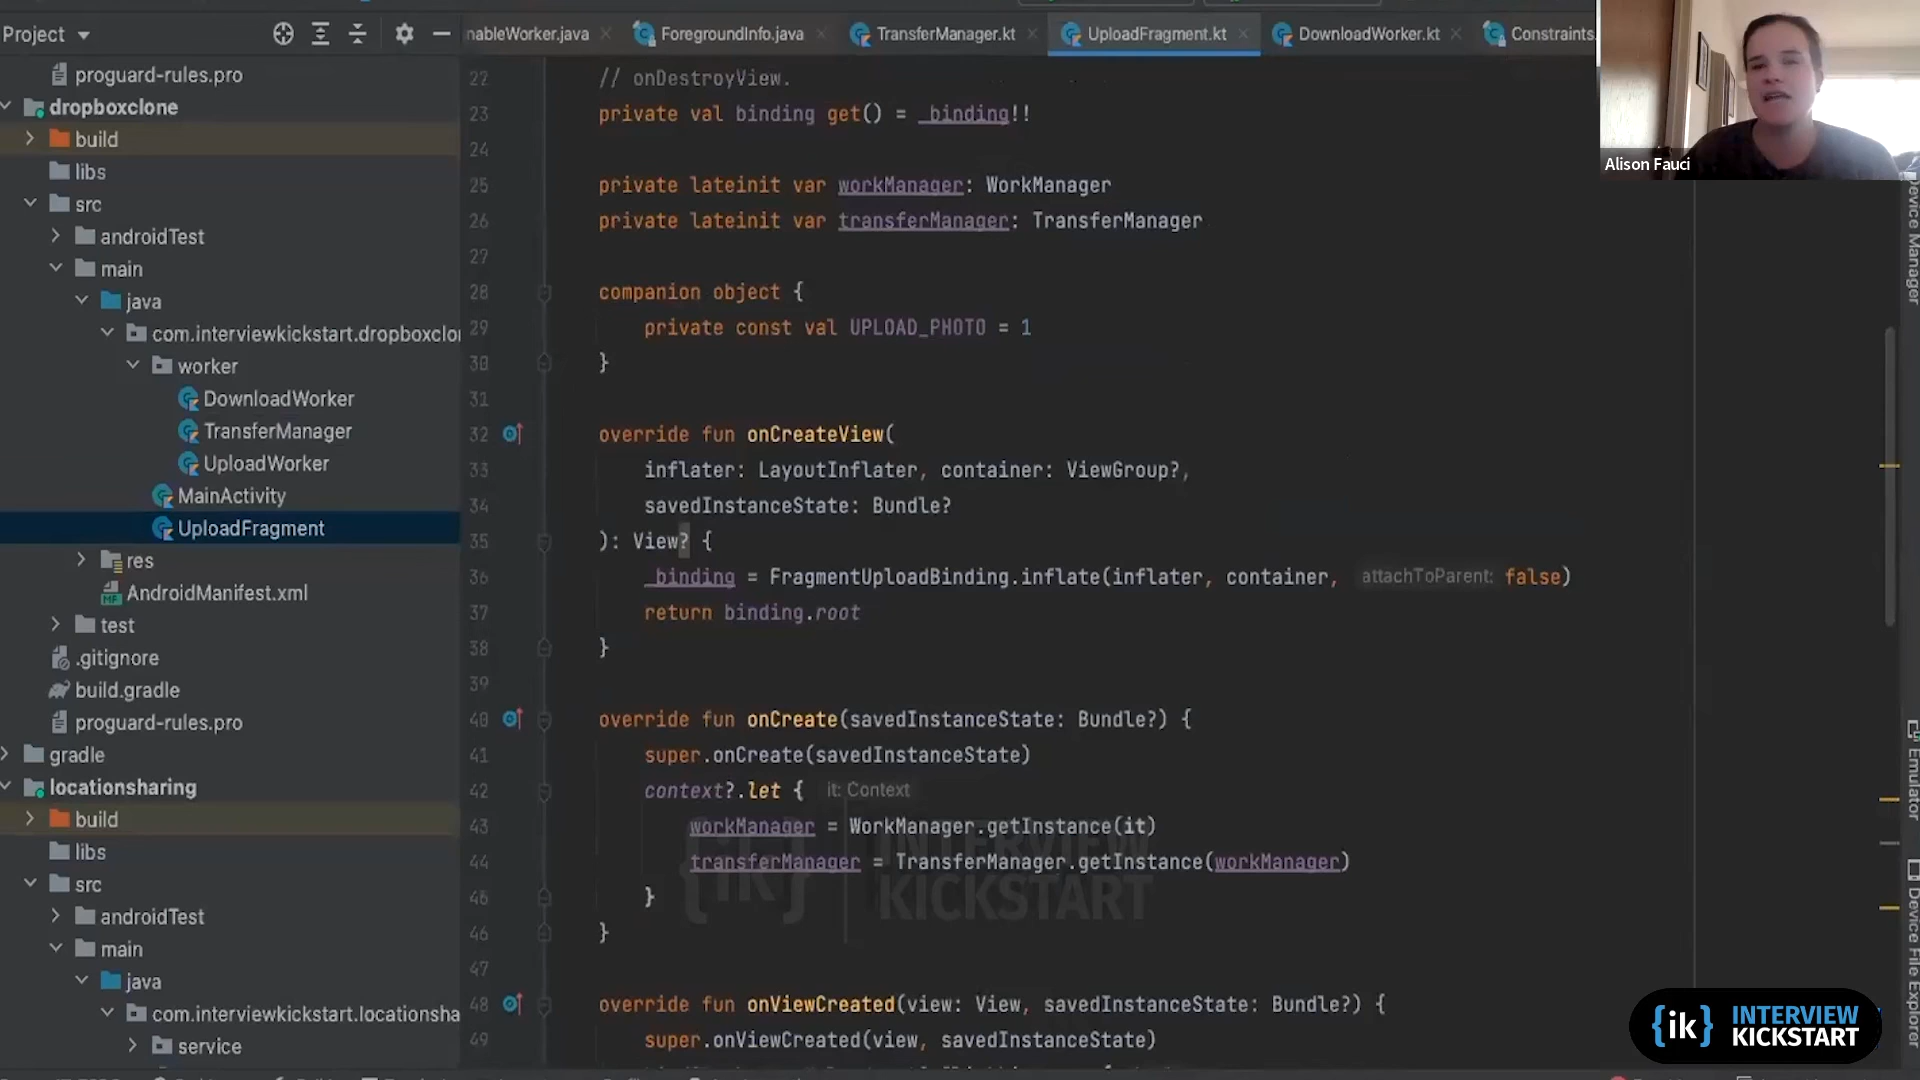 Project
nableWorker.java
ForegroundInfo.java
TransferManager.kt
UploadFragment.kt
DownloadWorker.kt
Constraints.
proguard-rules.pro
dropboxclone
build
libs
src
androidTest
main
java
com.interviewkickstart.dropboxclon
worker
DownloadWorker
TransferManager
UploadWorker
MainActivity
UploadFragment
res
AndroidManifest.xml
test
.gitignore
build.gradle
proguard-rules.pro
gradle
locationsharing
build
libs
src
androidTest
main
java
com.interviewkickstart.locationsha
service
22 // onDestroyView.
23 private val binding get() = _binding!!
24
25 private lateinit var workManager: WorkManager
26 private lateinit var transferManager: TransferManager
27
28 companion object {
29 private const val UPLOAD_PHOTO = 1
30 }
31
32 override fun onCreateView(
33 inflater: LayoutInflater, container: ViewGroup?,
34 savedInstanceState: Bundle?
35 ): View? {
36 _binding = FragmentUploadBinding.inflate(inflater, container, attachToParent: false)
37 return binding.root
38 }
39
40 override fun onCreate(savedInstanceState: Bundle?) {
41 super.onCreate(savedInstanceState)
42 context?.let { it: Context
43 workManager = WorkManager.getInstance(it)
44 transferManager = TransferManager.getInstance(workManager)
45 }
46 }
47
48 override fun onViewCreated(view: View, savedInstanceState: Bundle?) {
49 super.onViewCreated(view, savedInstanceState)
{ik} INTERVIEW
KICKSTART
Alison Fauci
Device Manager
Emulator
Device File Explorer
{ik} INTERVIEW
KICKSTART